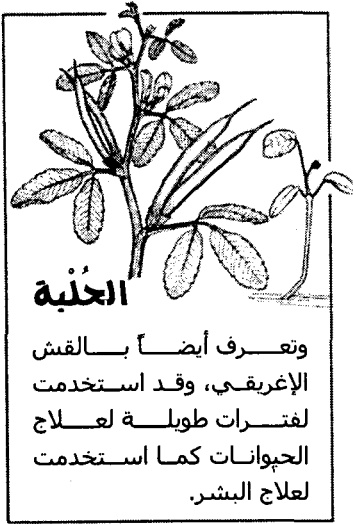 الحُلْبة
وتعرف أيضاً بالقش
الإغريقي، وقد استخدمت
لفترات طويلة لعلاج
الحيوانات كما استخدمت
لعلاج البشر.